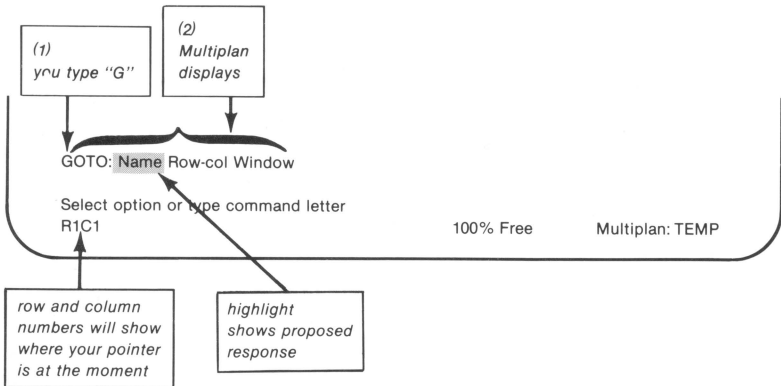 (1)
you type "G"
(2)
Multiplan
displays
GOTO: Name Row-col Window
Select option or type command letter
R1C1
100% Free
Multiplan: TEMP
row and column
numbers will show
where your pointer
is at the moment
highlight
shows proposed
response